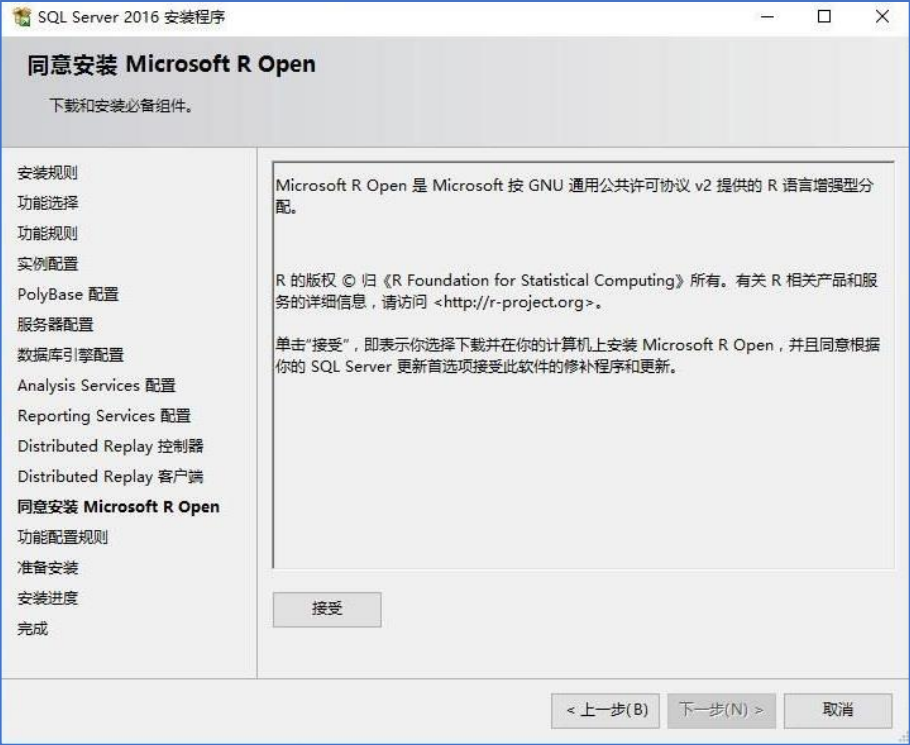 SQL Server 2016 安装程序
同意安装 Microsoft R Open
下载和安装必备组件。
安装规则
功能选择
功能规则
实例配置
PolyBase 配置
服务器配置
数据库引擎配置
Analysis Services 配置
Reporting Services 配置
Distributed Replay 控制器
Distributed Replay 客户端
同意安装 Microsoft R Open
功能配置规则
准备安装
安装进度
完成
Microsoft R Open 是 Microsoft 按 GNU 通用公共许可协议 v2 提供的 R 语言增强型分
配。
R 的版权 © 归《R Foundation for Statistical Computing》所有。有关 R 相关产品和服
务的详细信息，请访问 <http://r-project.org>。
单击“接受”，即表示你选择下载并在你的计算机上安装 Microsoft R Open，并且同意根据
你的 SQL Server 更新首选项接受此软件的修补程序和更新。
接受
< 上一步(B)
下一步(N) >
取消